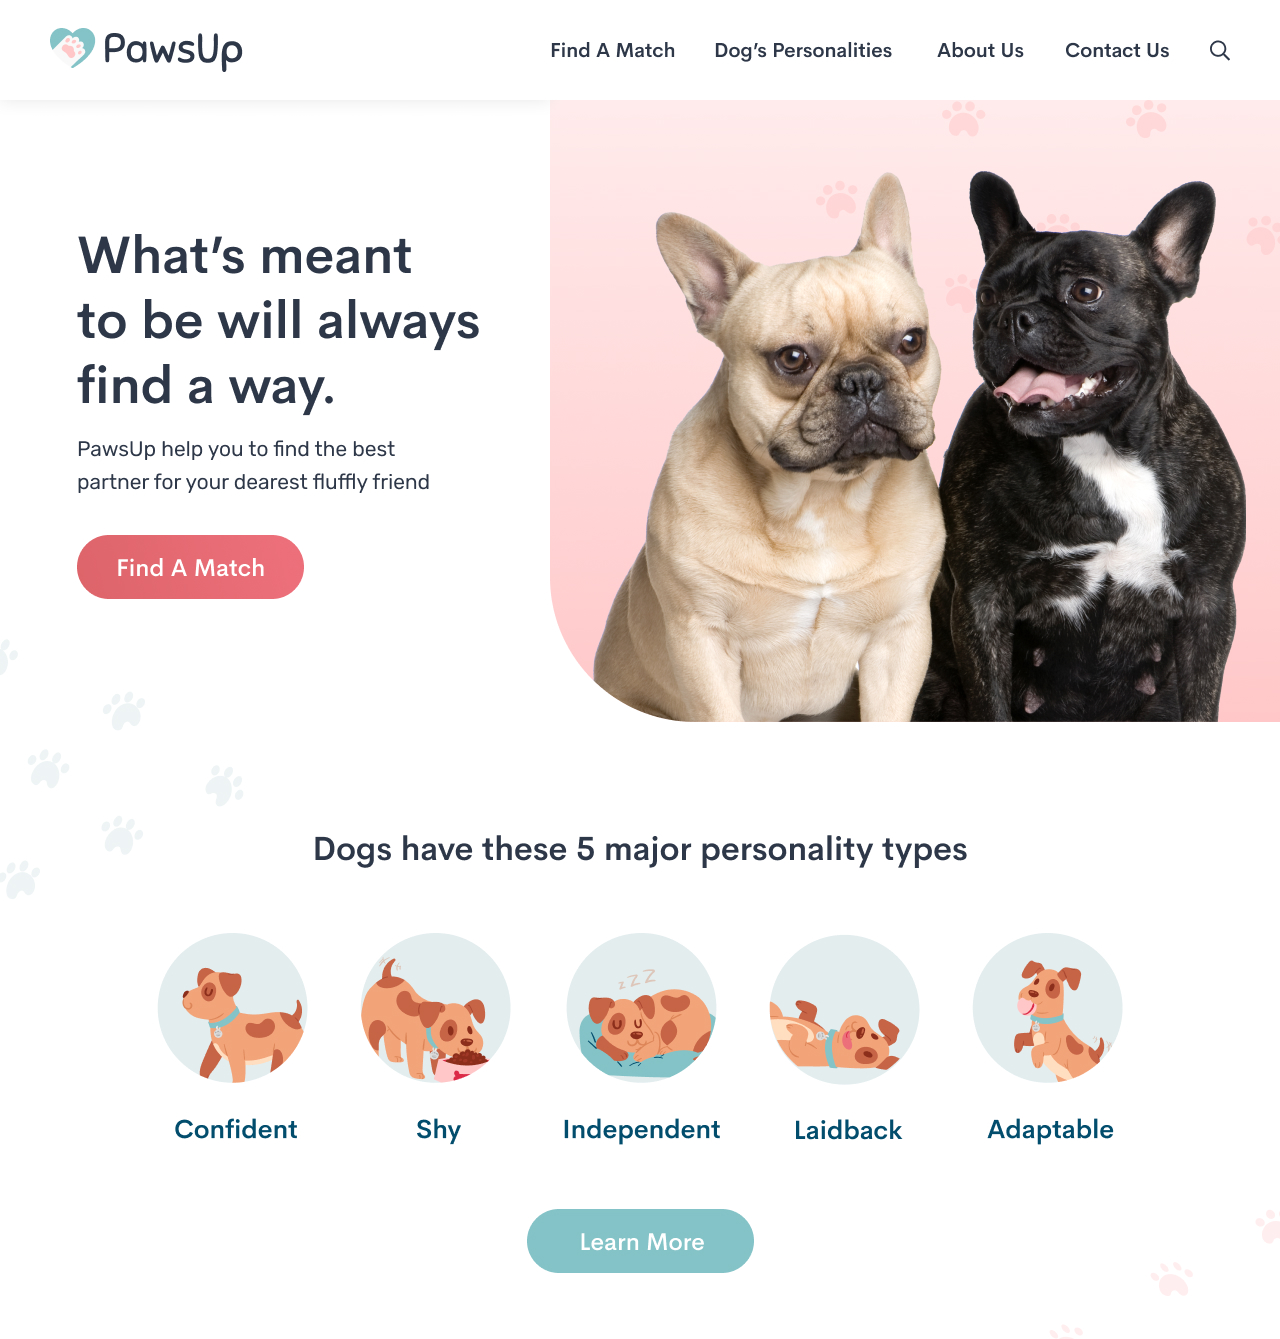 PawsUp
Find A Match
Dog's Personalities
About Us
Contact Us
What's meant
to be will always
find a way.
PawsUp help you to find the best
partner for your dearest fluffly friend
Find A Match
Dogs have these 5 major personality types
z Z Z
Confident
Shy
Independent
Laidback
Adaptable
Learn More